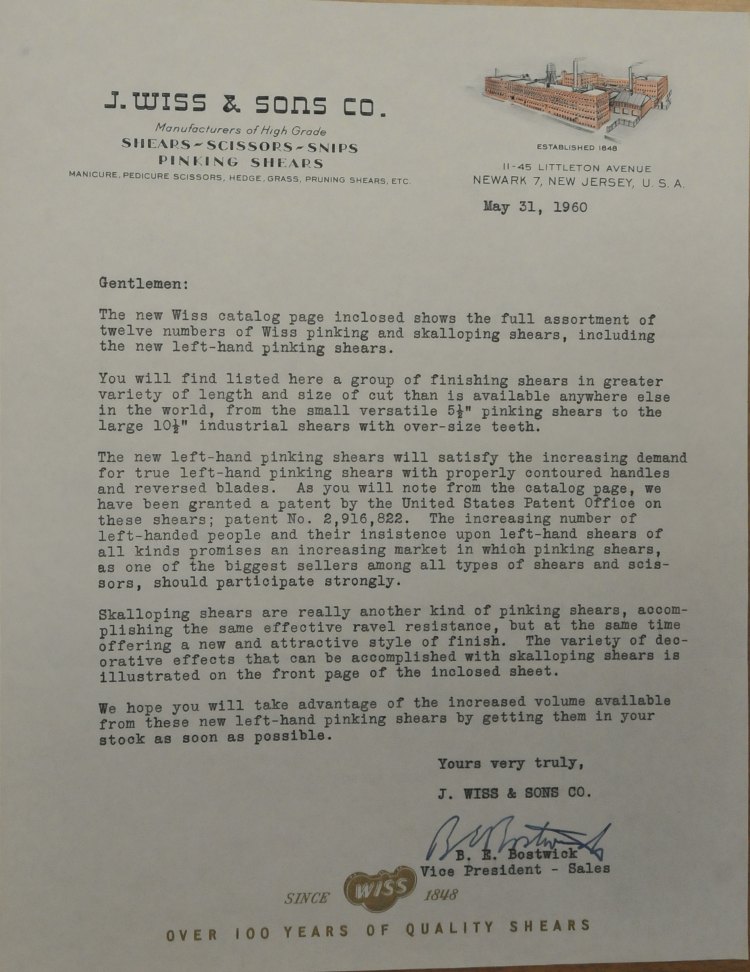 J. WISS & SONS CO.
Manufacturers of High Grade
SHEARS ~ SCISSORS ~ SNIPS
PINKING SHEARS
MANICURE, PEDICURE SCISSORS, HEDGE, GRASS, PRUNING SHEARS, ETC.
ESTABLISHED 1848
11-45 LITTLETON AVENUE
NEWARK 7, NEW JERSEY, U. S. A.
May 31, 1960
Gentlemen:
The new Wiss catalog page inclosed shows the full assortment of
twelve numbers of Wiss pinking and skalloping shears, including
the new left-hand pinking shears.
You will find listed here a group of finishing shears in greater
variety of length and size of cut than is available anywhere else
in the world, from the small versatile 5½" pinking shears to the
large 10½" industrial shears with over-size teeth.
The new left-hand pinking shears will satisfy the increasing demand
for true left-hand pinking shears with properly contoured handles
and reversed blades.  As you will note from the catalog page, we
have been granted a patent by the United States Patent Office on
these shears; patent No. 2,916,822.  The increasing number of
left-handed people and their insistence upon left-hand shears of
all kinds promises an increasing market in which pinking shears,
as one of the biggest sellers among all types of shears and scis-
sors, should participate strongly.
Skalloping shears are really another kind of pinking shears, accom-
plishing the same effective ravel resistance, but at the same time
offering a new and attractive style of finish.  The variety of dec-
orative effects that can be accomplished with skalloping shears is
illustrated on the front page of the inclosed sheet.
We hope you will take advantage of the increased volume available
from these new left-hand pinking shears by getting them in your
stock as soon as possible.
Yours very truly,
J. WISS & SONS CO.
B E Bostwick
B. E. Bostwick
Vice President - Sales
SINCE WISS 1848
OVER 100 YEARS OF QUALITY SHEARS